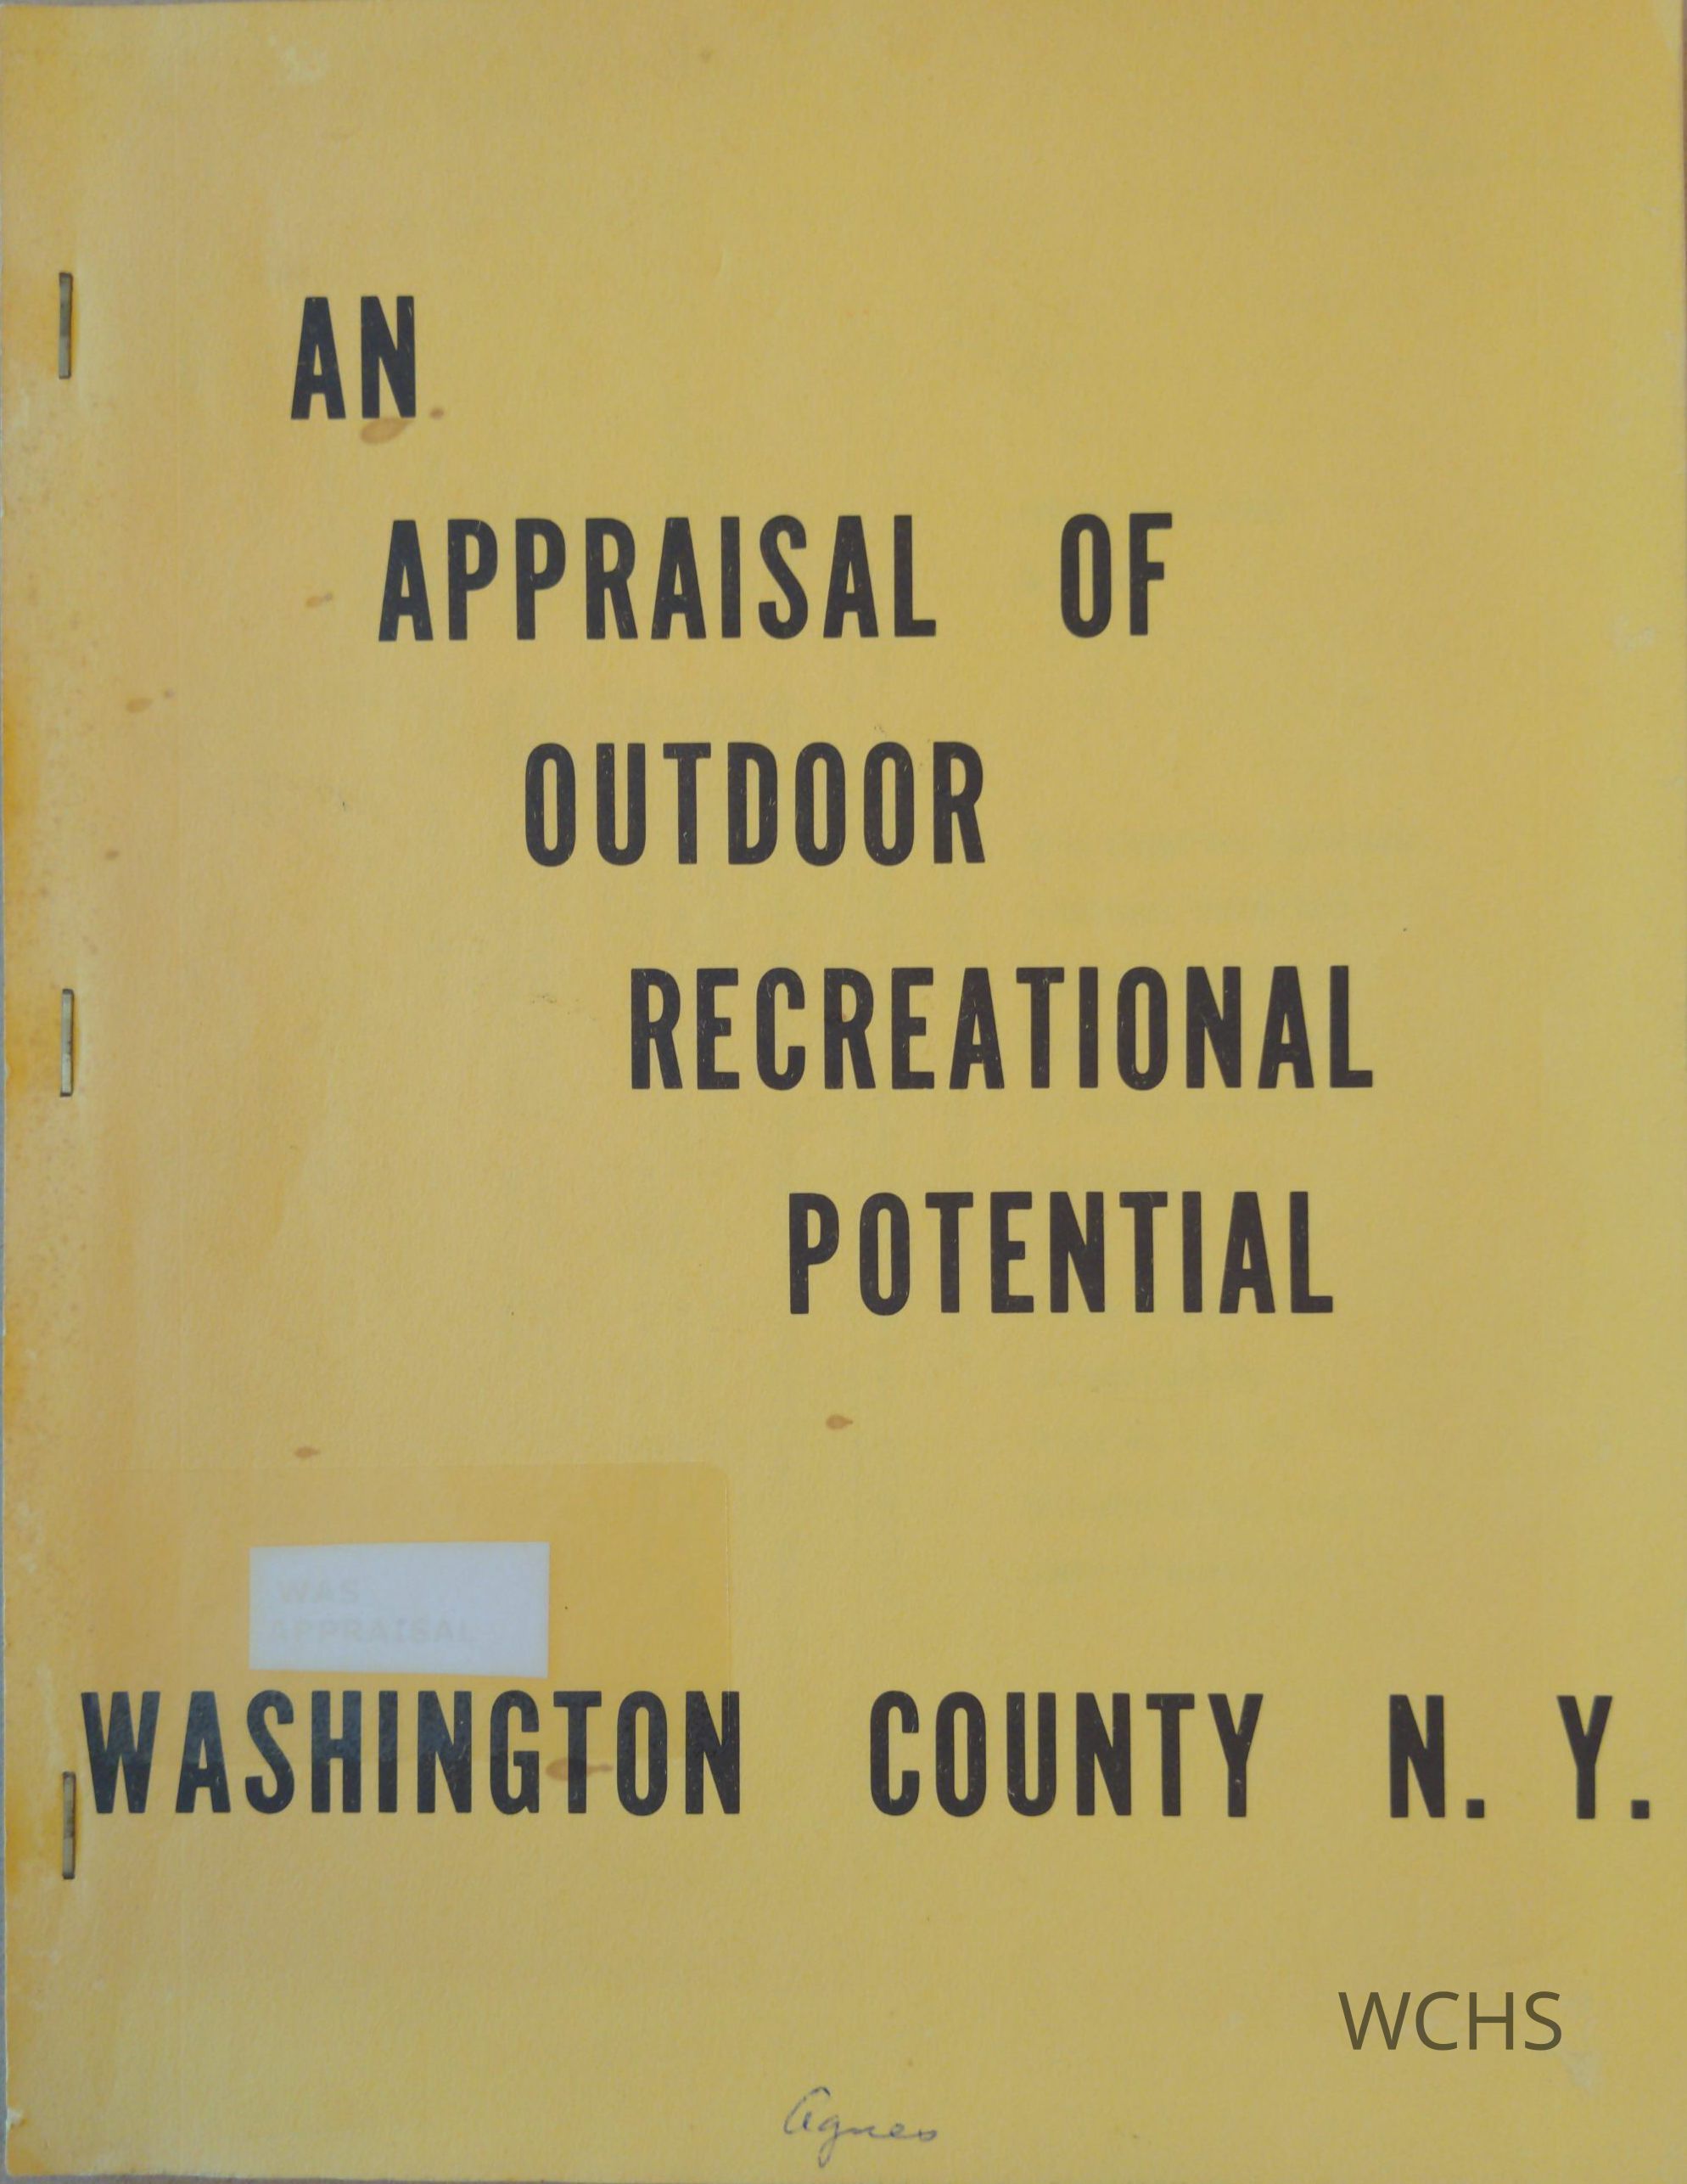 AN
APPRAISAL OF
OUTDOOR
RECREATIONAL
POTENTIAL
WAS
APPRAISAL
WASHINGTON COUNTY N. Y.
WCHS
Agnes